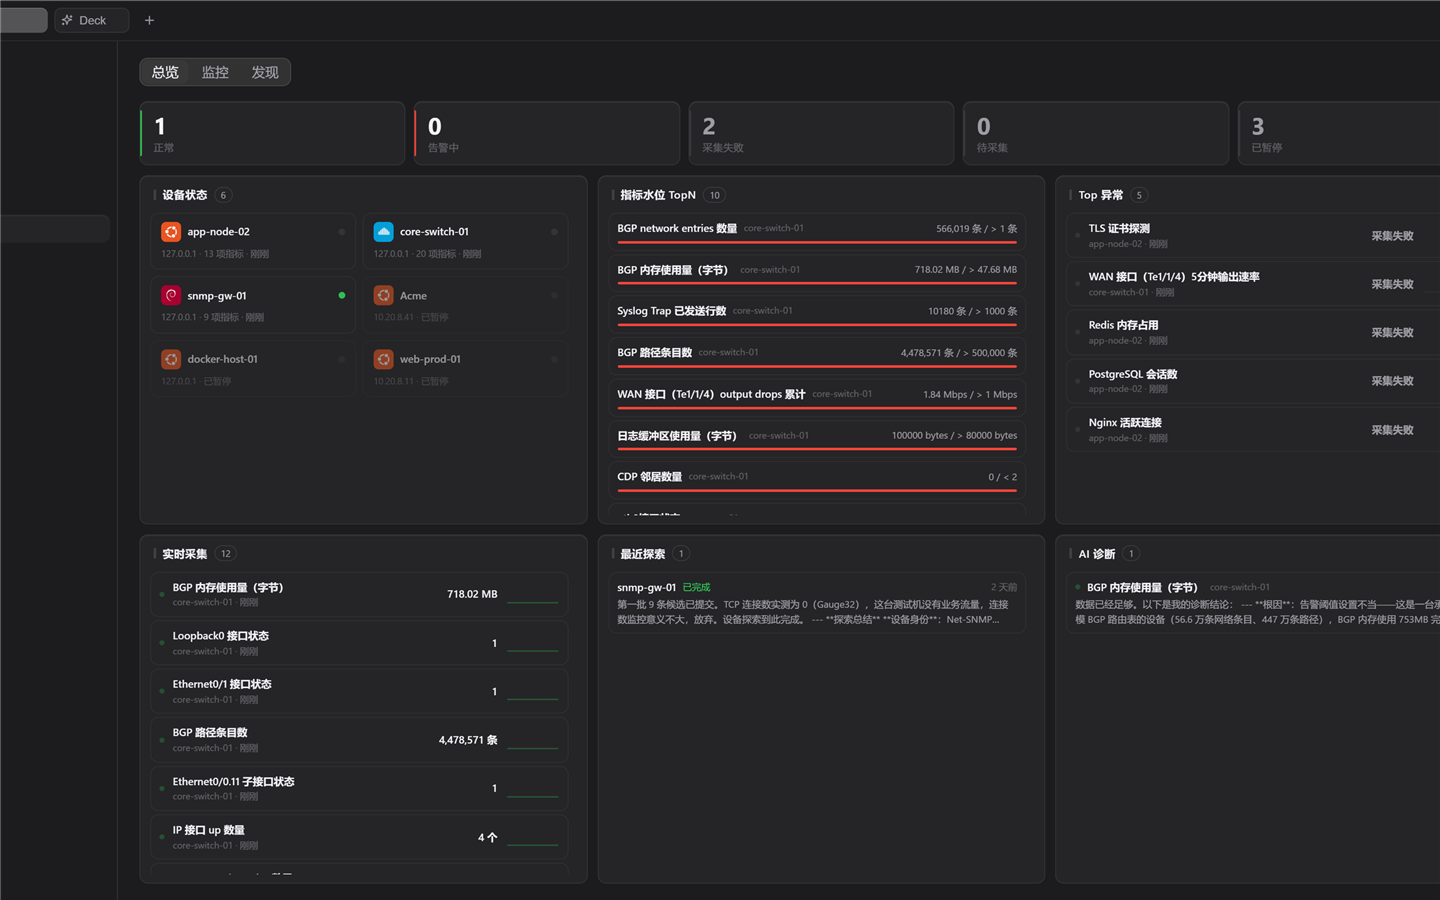 Deck
总览 监控 发现
1
正常
0
告警中
2
采集失败
0
待采集
3
已暂停
设备状态 6
app-node-02
127.0.0.1 · 13 项指标 · 刚刚
core-switch-01
127.0.0.1 · 20 项指标 · 刚刚
snmp-gw-01
127.0.0.1 · 9 项指标 · 刚刚
Acme
10.20.8.41 · 已暂停
docker-host-01
127.0.0.1 · 已暂停
web-prod-01
10.20.8.11 · 已暂停
指标水位 TopN 10
BGP network entries 数量 core-switch-01 566,019 条 / > 1 条
BGP 内存使用量（字节） core-switch-01 718.02 MB / > 47.68 MB
Syslog Trap 已发送行数 core-switch-01 10180 条 / > 1000 条
BGP 路径条目数 core-switch-01 4,478,571 条 / > 500,000 条
WAN 接口（Te1/1/4）output drops 累计 core-switch-01 1.84 Mbps / > 1 Mbps
日志缓冲区使用量（字节） core-switch-01 100000 bytes / > 80000 bytes
CDP 邻居数量 core-switch-01 0 / < 2
Top 异常 5
TLS 证书探测
app-node-02 · 刚刚
采集失败
WAN 接口（Te1/1/4）5分钟输出速率
core-switch-01 · 刚刚
采集失败
Redis 内存占用
app-node-02 · 刚刚
采集失败
PostgreSQL 会话数
app-node-02 · 刚刚
采集失败
Nginx 活跃连接
app-node-02 · 刚刚
采集失败
实时采集 12
BGP 内存使用量（字节）
core-switch-01 · 刚刚
718.02 MB
Loopback0 接口状态
core-switch-01 · 刚刚
1
Ethernet0/1 接口状态
core-switch-01 · 刚刚
1
BGP 路径条目数
core-switch-01 · 刚刚
4,478,571 条
Ethernet0/0.11 子接口状态
core-switch-01 · 刚刚
1
IP 接口 up 数量
core-switch-01 · 刚刚
4 个
最近探索 1
snmp-gw-01 已完成 2 天前
第一批 9 条候选已提交。TCP 连接数实测为 0（Gauge32），这台测试机没有业务流量，连接
数监控意义不大，放弃。设备探索到此完成。 --- **探索总结** **设备身份**：Net-SNMP...
AI 诊断 1
BGP 内存使用量（字节） core-switch-01
数据已经足够。以下是我的诊断结论： --- **根因**：告警阈值设置不当——这是一台承
模 BGP 路由表的设备（56.6 万条网络条目、447 万条路径），BGP 内存使用 753MB 完